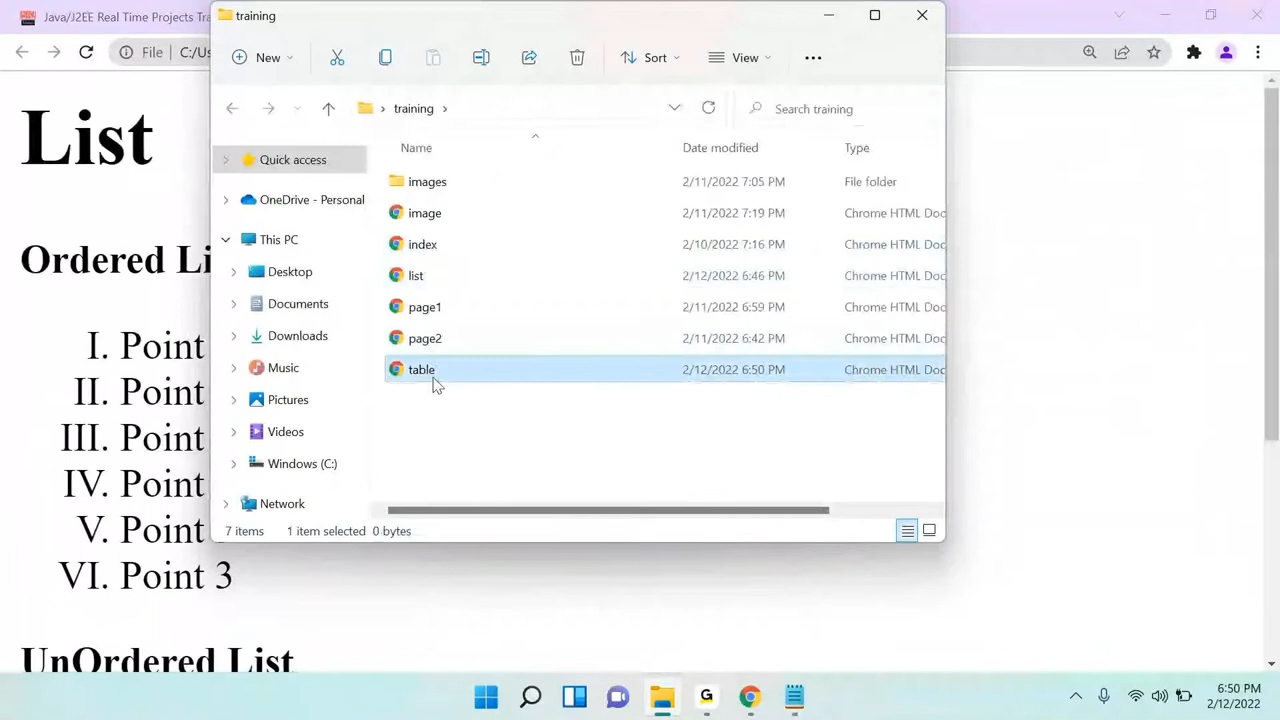 Java/J2EE Real Time Projects Tra
training
New
Sort
View
File
C:/Us
training
Search training
List
Name
Date modified
Type
Quick access
images
2/11/2022 7:05 PM
File folder
OneDrive - Personal
image
2/11/2022 7:19 PM
Chrome HTML Doc
This PC
index
2/10/2022 7:16 PM
Chrome HTML Doc
Ordered Li
Desktop
list
2/12/2022 6:46 PM
Chrome HTML Doc
Documents
page1
2/11/2022 6:59 PM
Chrome HTML Doc
Downloads
page2
2/11/2022 6:42 PM
Chrome HTML Doc
I. Point
Music
table
2/12/2022 6:50 PM
Chrome HTML Doc
II. Point
Pictures
III. Point
Videos
IV. Point
Windows (C:)
Network
V. Point
7 items
1 item selected 0 bytes
VI. Point 3
UnOrdered List
6:50 PM
2/12/2022